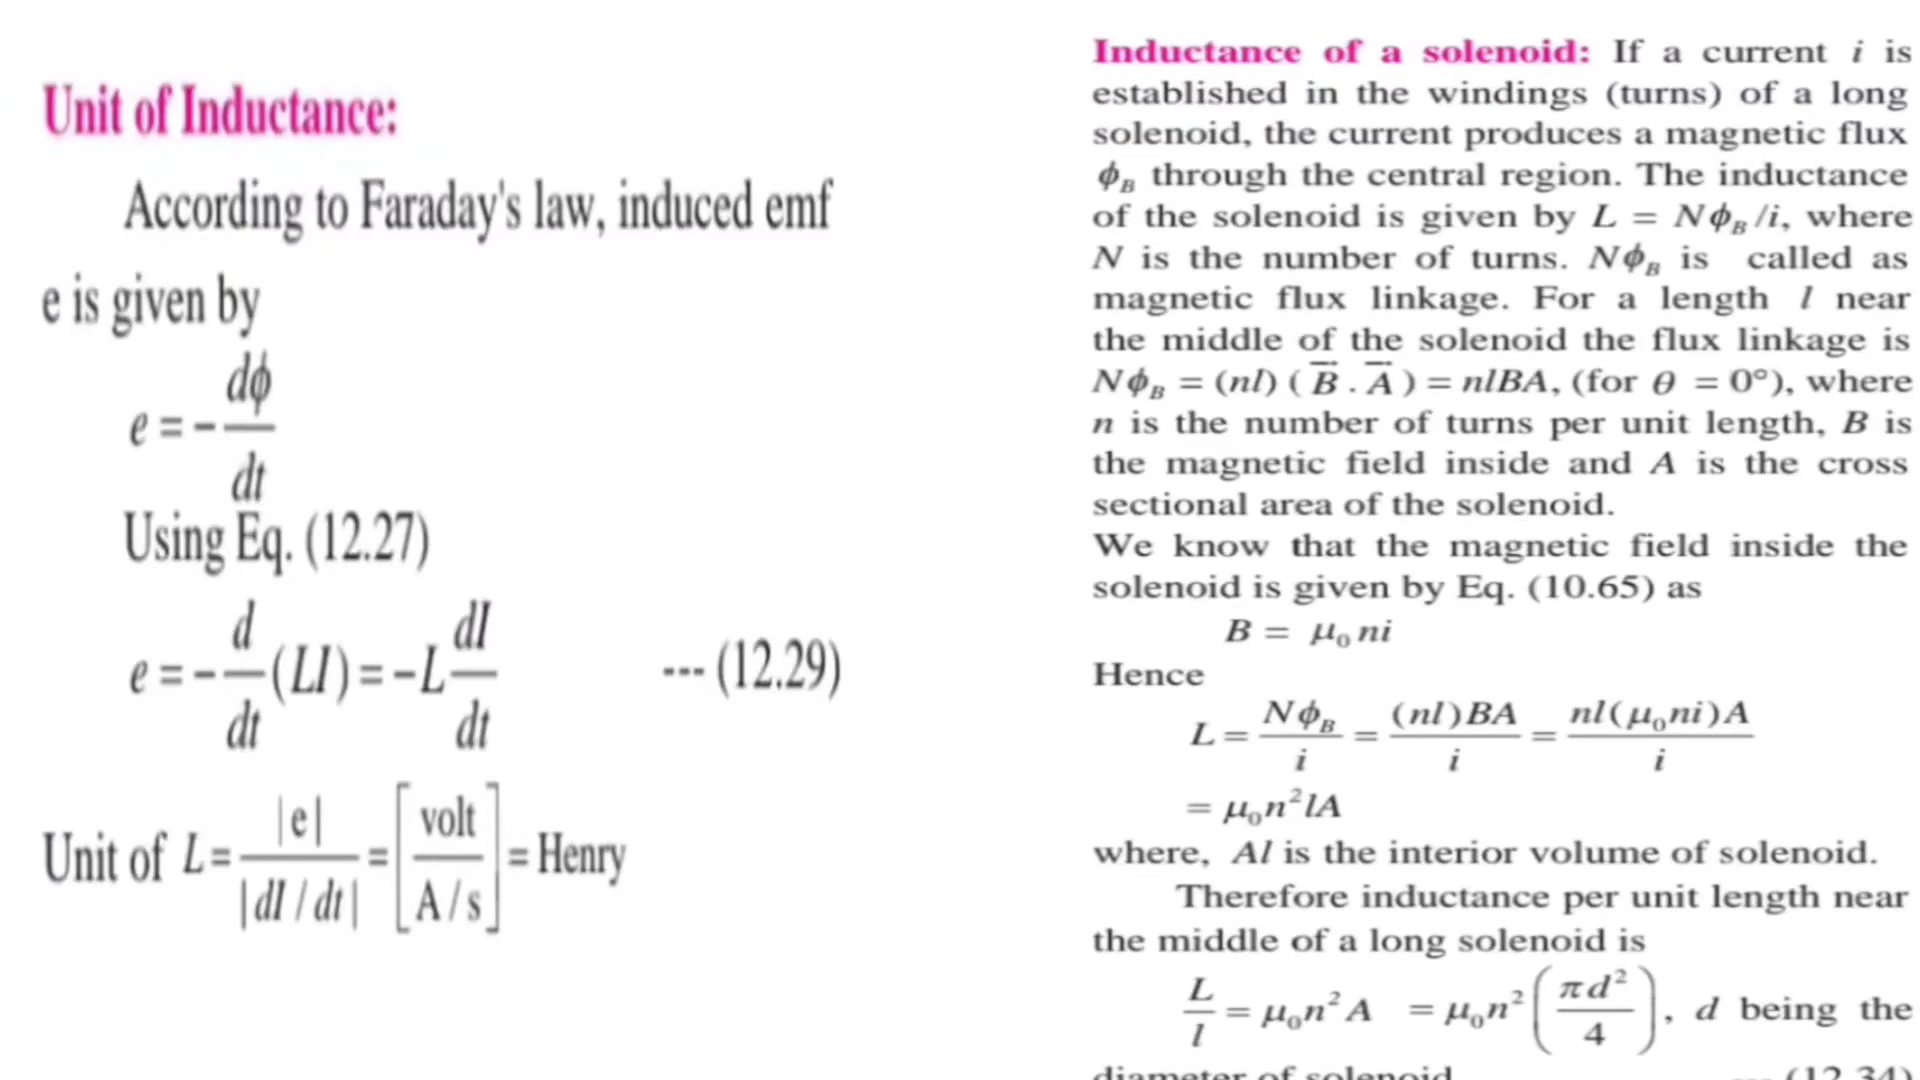 Unit of Inductance:
According to Faraday's law, induced emf
e is given by
e = - dϕ/dt
Using Eq. (12.27)
e = - d/dt (LI) = -L dI/dt --- (12.29)
Unit of L = |e| / |dI / dt| = [volt / A / s] = Henry
Inductance of a solenoid: If a current i is
established in the windings (turns) of a long
solenoid, the current produces a magnetic flux
ϕ_B through the central region. The inductance
of the solenoid is given by L = Nϕ_B /i, where
N is the number of turns. Nϕ_B is called as
magnetic flux linkage. For a length l near
the middle of the solenoid the flux linkage is
Nϕ_B = (nl) ( B⃗ . A⃗ ) = nlBA, (for θ = 0°), where
n is the number of turns per unit length, B is
the magnetic field inside and A is the cross
sectional area of the solenoid.
We know that the magnetic field inside the
solenoid is given by Eq. (10.65) as
B = μ₀ ni
Hence
L = Nϕ_B / i = (nl)BA / i = nl(μ₀ni)A / i
= μ₀n²lA
where, Al is the interior volume of solenoid.
Therefore inductance per unit length near
the middle of a long solenoid is
L/l = μ₀n² A = μ₀n² (πd²/4), d being the
diameter of solenoid --- (12.34)